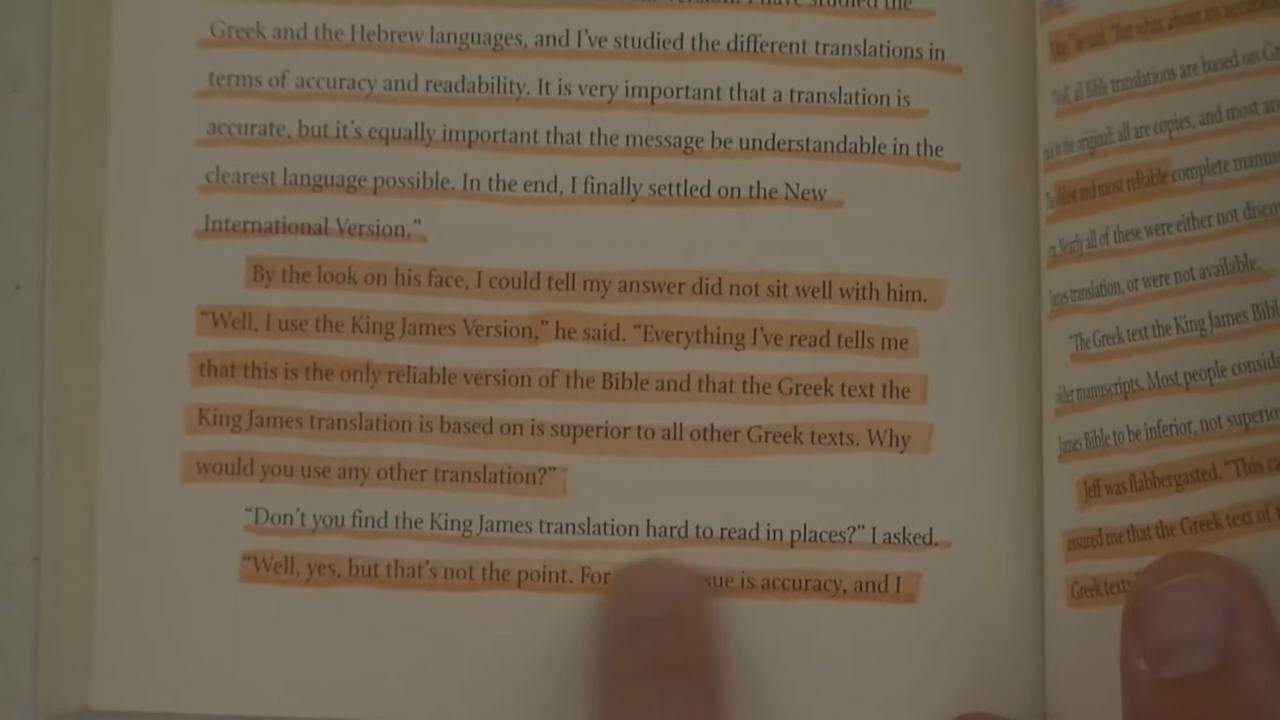 Greek and the Hebrew languages, and I've studied the different translations in
terms of accuracy and readability. It is very important that a translation is
accurate, but it's equally important that the message be understandable in the
clearest language possible. In the end, I finally settled on the New
International Version."
By the look on his face, I could tell my answer did not sit well with him.
"Well, I use the King James Version," he said. "Everything I've read tells me
that this is the only reliable version of the Bible and that the Greek text the
King James translation is based on is superior to all other Greek texts. Why
would you use any other translation?"
"Don't you find the King James translation hard to read in places?" I asked.
"Well, yes, but that's not the point. For is accuracy, and I
he said. "But what about
"Well, all Bible translations are based on
the original; all are copies, and most
and most reliable complete
Nearly all of these were either not
translation, or were not available.
"The Greek text the King James
older manuscripts. Most people
James Bible to be inferior, not
Jeff was flabbergasted. "This
assured me that the Greek text of
Greek texts